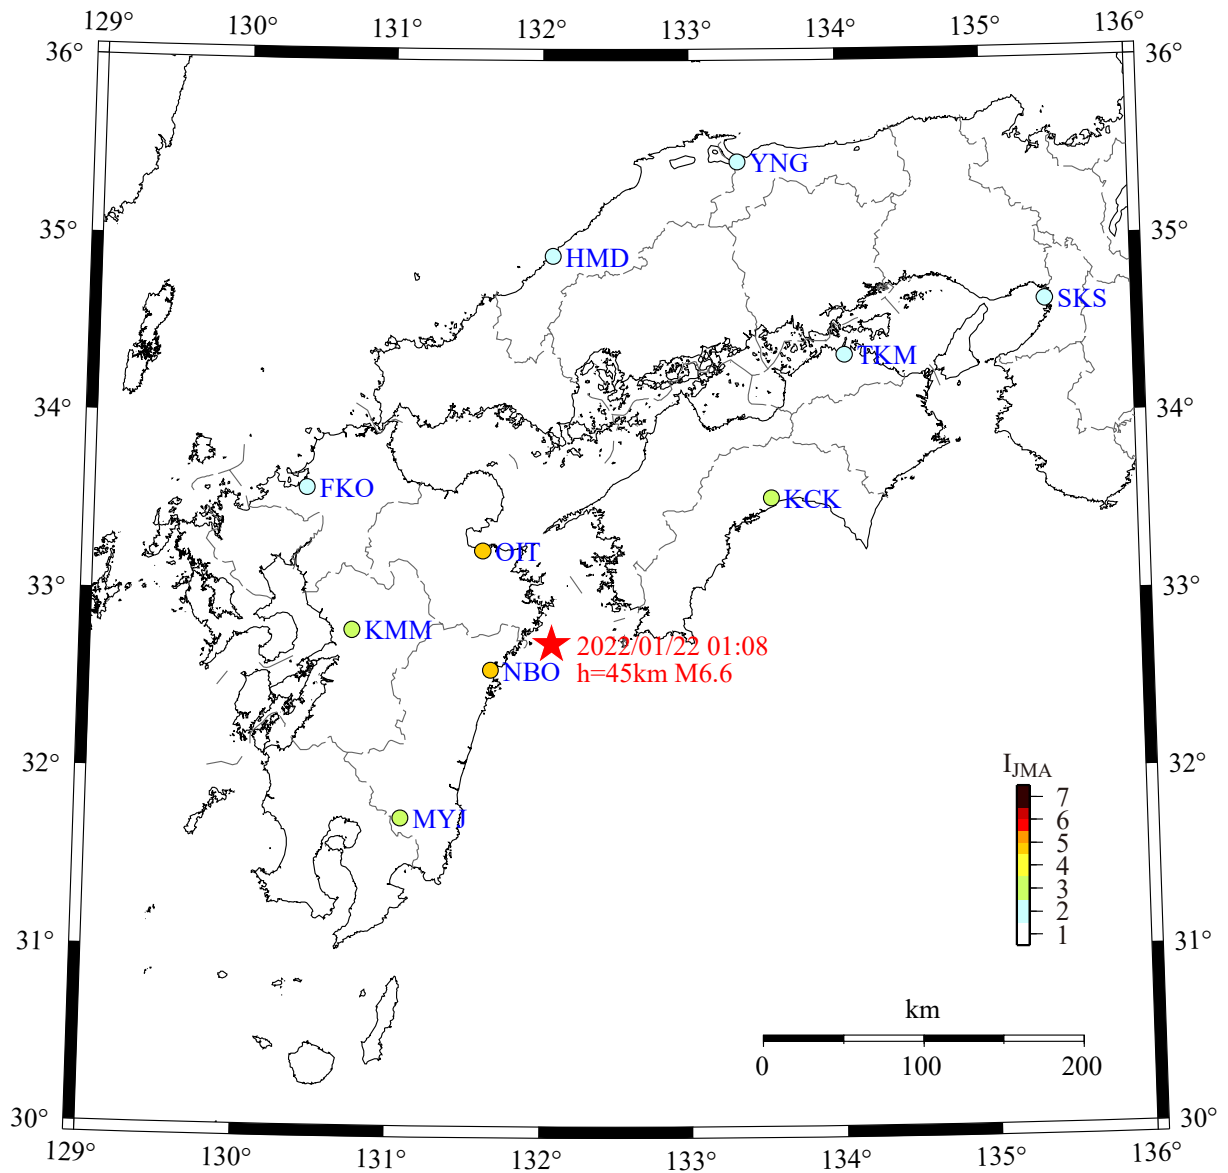 129° 130° 131° 132° 133° 134° 135° 136°
36° 36°
YNG
35° 35°
HMD
SKS
TKM
34° 34°
FKO
KCK
OIT
33° 33°
KMM
2022/01/22 01:08
NBO h=45km M6.6
32° 32°
I JMA
7
MYJ 6
5
4
3
2
1
31° 31°
km
0 100 200
30° 30°
129° 130° 131° 132° 133° 134° 135° 136°